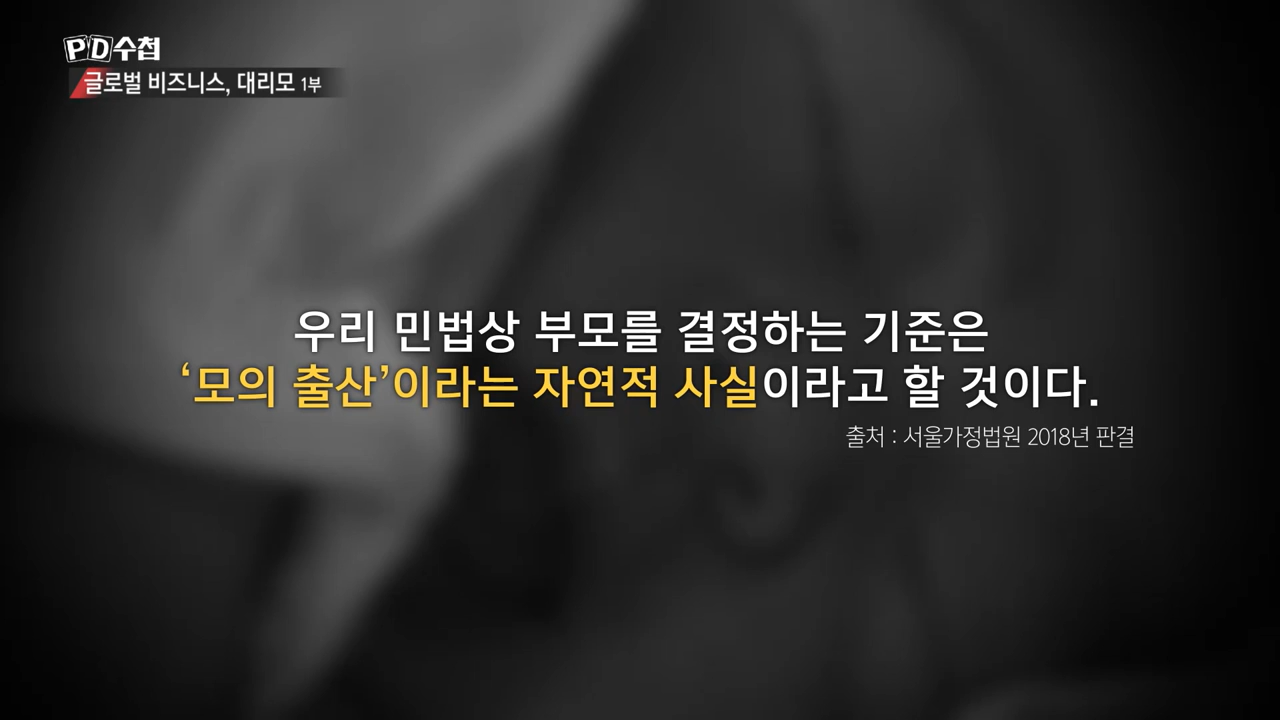 PD수첩
글로벌 비즈니스, 대리모 1부
우리 민법상 부모를 결정하는 기준은
‘모의 출산’이라는 자연적 사실이라고 할 것이다.
출처 : 서울가정법원 2018년 판결